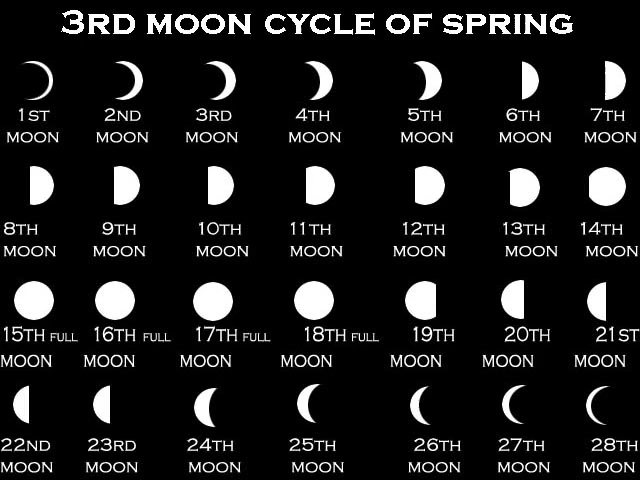 3RD MOON CYCLE OF SPRING
1ST 2ND 3RD 4TH 5TH 6TH 7TH
MOON MOON MOON MOON MOON MOON MOON
8TH 9TH 10TH 11TH 12TH 13TH 14TH
MOON MOON MOON MOON MOON MOON MOON
15TH FULL 16TH FULL 17TH FULL 18TH FULL 19TH 20TH 21ST
MOON MOON MOON MOON MOON MOON MOON
22ND 23RD 24TH 25TH 26TH 27TH 28TH
MOON MOON MOON MOON MOON MOON MOON